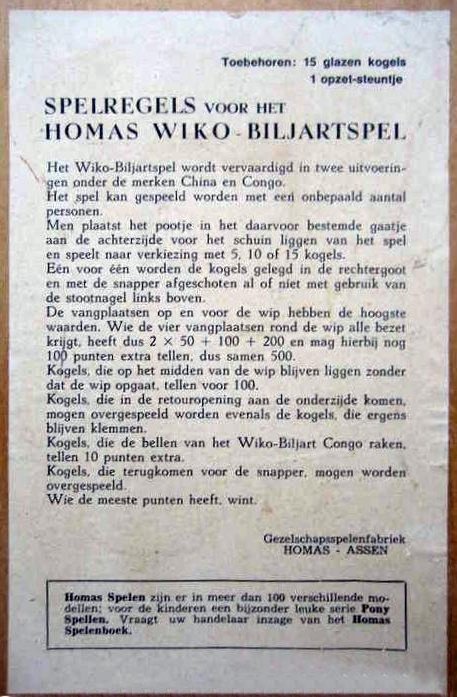 Toebehoren: 15 glazen kogels
1 opzet-steuntje
SPELREGELS VOOR HET
HOMAS WIKO - BILJARTSPEL
Het Wiko-Biljartspel wordt vervaardigd in twee uitvoerin-
gen onder de merken China en Congo.
Het spel kan gespeeld worden met een onbepaald aantal
personen.
Men plaatst het pootje in het daarvoor bestemde gaatje
aan de achterzijde voor het schuin liggen van het spel
en speelt naar verkiezing met 5, 10 of 15 kogels.
Eén voor één worden de kogels gelegd in de rechtergoot
en met de snapper afgeschoten al of niet met gebruik van
de stootnagel links boven.
De vangplaatsen op en voor de wip hebben de hoogste
waarden. Wie de vier vangplaatsen rond de wip alle bezet
krijgt, heeft dus 2 × 50 + 100 + 200 en mag hierbij nog
100 punten extra tellen, dus samen 500.
Kogels, die op het midden van de wip blijven liggen zonder
dat de wip opgaat, tellen voor 100.
Kogels, die in de retouropening aan de onderzijde komen,
mogen overgespeeld worden evenals de kogels, die ergens
blijven klemmen.
Kogels, die de bellen van het Wiko-Biljart Congo raken,
tellen 10 punten extra.
Kogels, die terugkomen voor de snapper, mogen worden
overgespeeld.
Wie de meeste punten heeft, wint.
Gezelschapsspelenfabriek
HOMAS - ASSEN
Homas Spelen zijn er in meer dan 100 verschillende mo-
dellen; voor de kinderen een bijzonder leuke serie Pony
Spellen. Vraagt uw handelaar inzage van het Homas
Spelenboek.